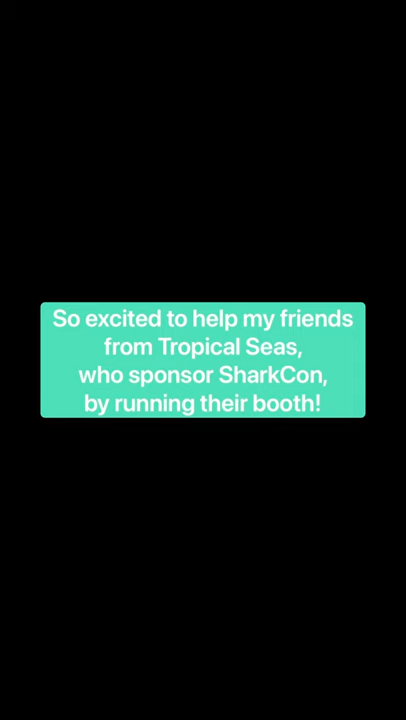 So excited to help my friends
from Tropical Seas,
who sponsor SharkCon,
by running their booth!